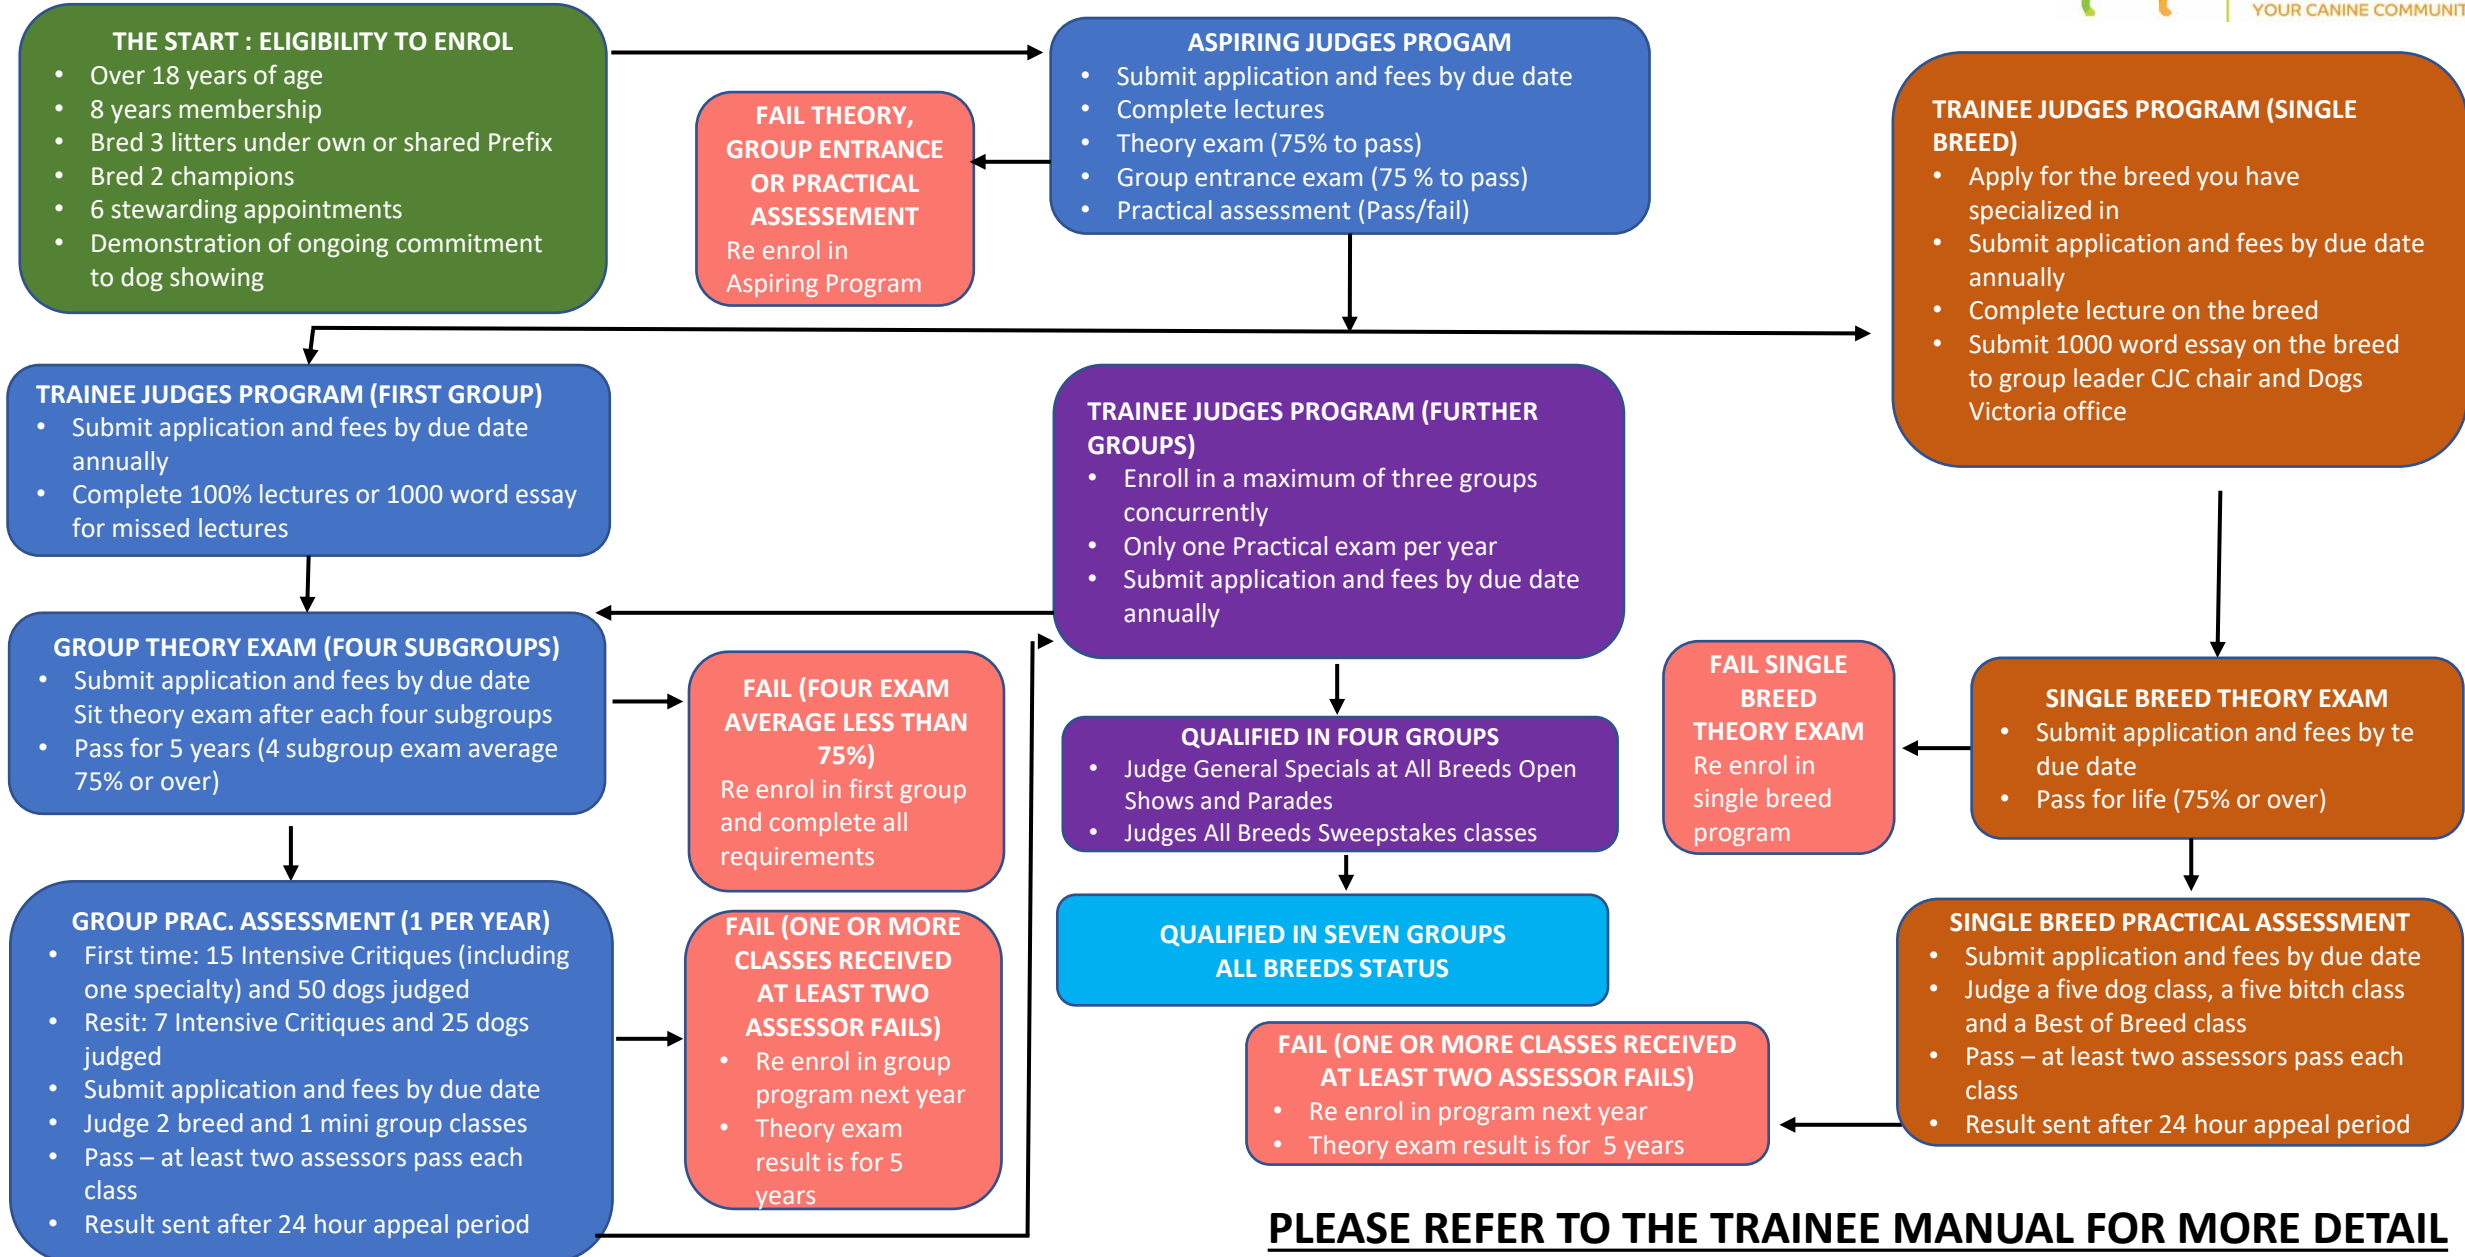 YOUR CANINE COMMUNIT
THE START : ELIGIBILITY TO ENROL
• Over 18 years of age
• 8 years membership
• Bred 3 litters under own or shared Prefix
• Bred 2 champions
• 6 stewarding appointments
• Demonstration of ongoing commitment
to dog showing
ASPIRING JUDGES PROGAM
• Submit application and fees by due date
• Complete lectures
• Theory exam (75% to pass)
• Group entrance exam (75 % to pass)
• Practical assessment (Pass/fail)
FAIL THEORY,
GROUP ENTRANCE
OR PRACTICAL
ASSESSEMENT
Re enrol in
Aspiring Program
TRAINEE JUDGES PROGRAM (SINGLE
BREED)
• Apply for the breed you have
specialized in
• Submit application and fees by due date
annually
• Complete lecture on the breed
• Submit 1000 word essay on the breed
to group leader CJC chair and Dogs
Victoria office
TRAINEE JUDGES PROGRAM (FIRST GROUP)
• Submit application and fees by due date
annually
• Complete 100% lectures or 1000 word essay
for missed lectures
TRAINEE JUDGES PROGRAM (FURTHER
GROUPS)
• Enroll in a maximum of three groups
concurrently
• Only one Practical exam per year
• Submit application and fees by due date
annually
GROUP THEORY EXAM (FOUR SUBGROUPS)
• Submit application and fees by due date
Sit theory exam after each four subgroups
• Pass for 5 years (4 subgroup exam average
75% or over)
FAIL (FOUR EXAM
AVERAGE LESS THAN
75%)
Re enrol in first group
and complete all
requirements
QUALIFIED IN FOUR GROUPS
• Judge General Specials at All Breeds Open
Shows and Parades
• Judges All Breeds Sweepstakes classes
FAIL SINGLE
BREED
THEORY EXAM
Re enrol in
single breed
program
SINGLE BREED THEORY EXAM
• Submit application and fees by te
due date
• Pass for life (75% or over)
GROUP PRAC. ASSESSMENT (1 PER YEAR)
• First time: 15 Intensive Critiques (including
one specialty) and 50 dogs judged
• Resit: 7 Intensive Critiques and 25 dogs
judged
• Submit application and fees by due date
• Judge 2 breed and 1 mini group classes
• Pass – at least two assessors pass each
class
• Result sent after 24 hour appeal period
FAIL (ONE OR MORE
CLASSES RECEIVED
AT LEAST TWO
ASSESSOR FAILS)
• Re enrol in group
program next year
• Theory exam
result is for 5
years
QUALIFIED IN SEVEN GROUPS
ALL BREEDS STATUS
FAIL (ONE OR MORE CLASSES RECEIVED
AT LEAST TWO ASSESSOR FAILS)
• Re enrol in program next year
• Theory exam result is for 5 years
SINGLE BREED PRACTICAL ASSESSMENT
• Submit application and fees by due date
• Judge a five dog class, a five bitch class
and a Best of Breed class
• Pass – at least two assessors pass each
class
• Result sent after 24 hour appeal period
PLEASE REFER TO THE TRAINEE MANUAL FOR MORE DETAIL